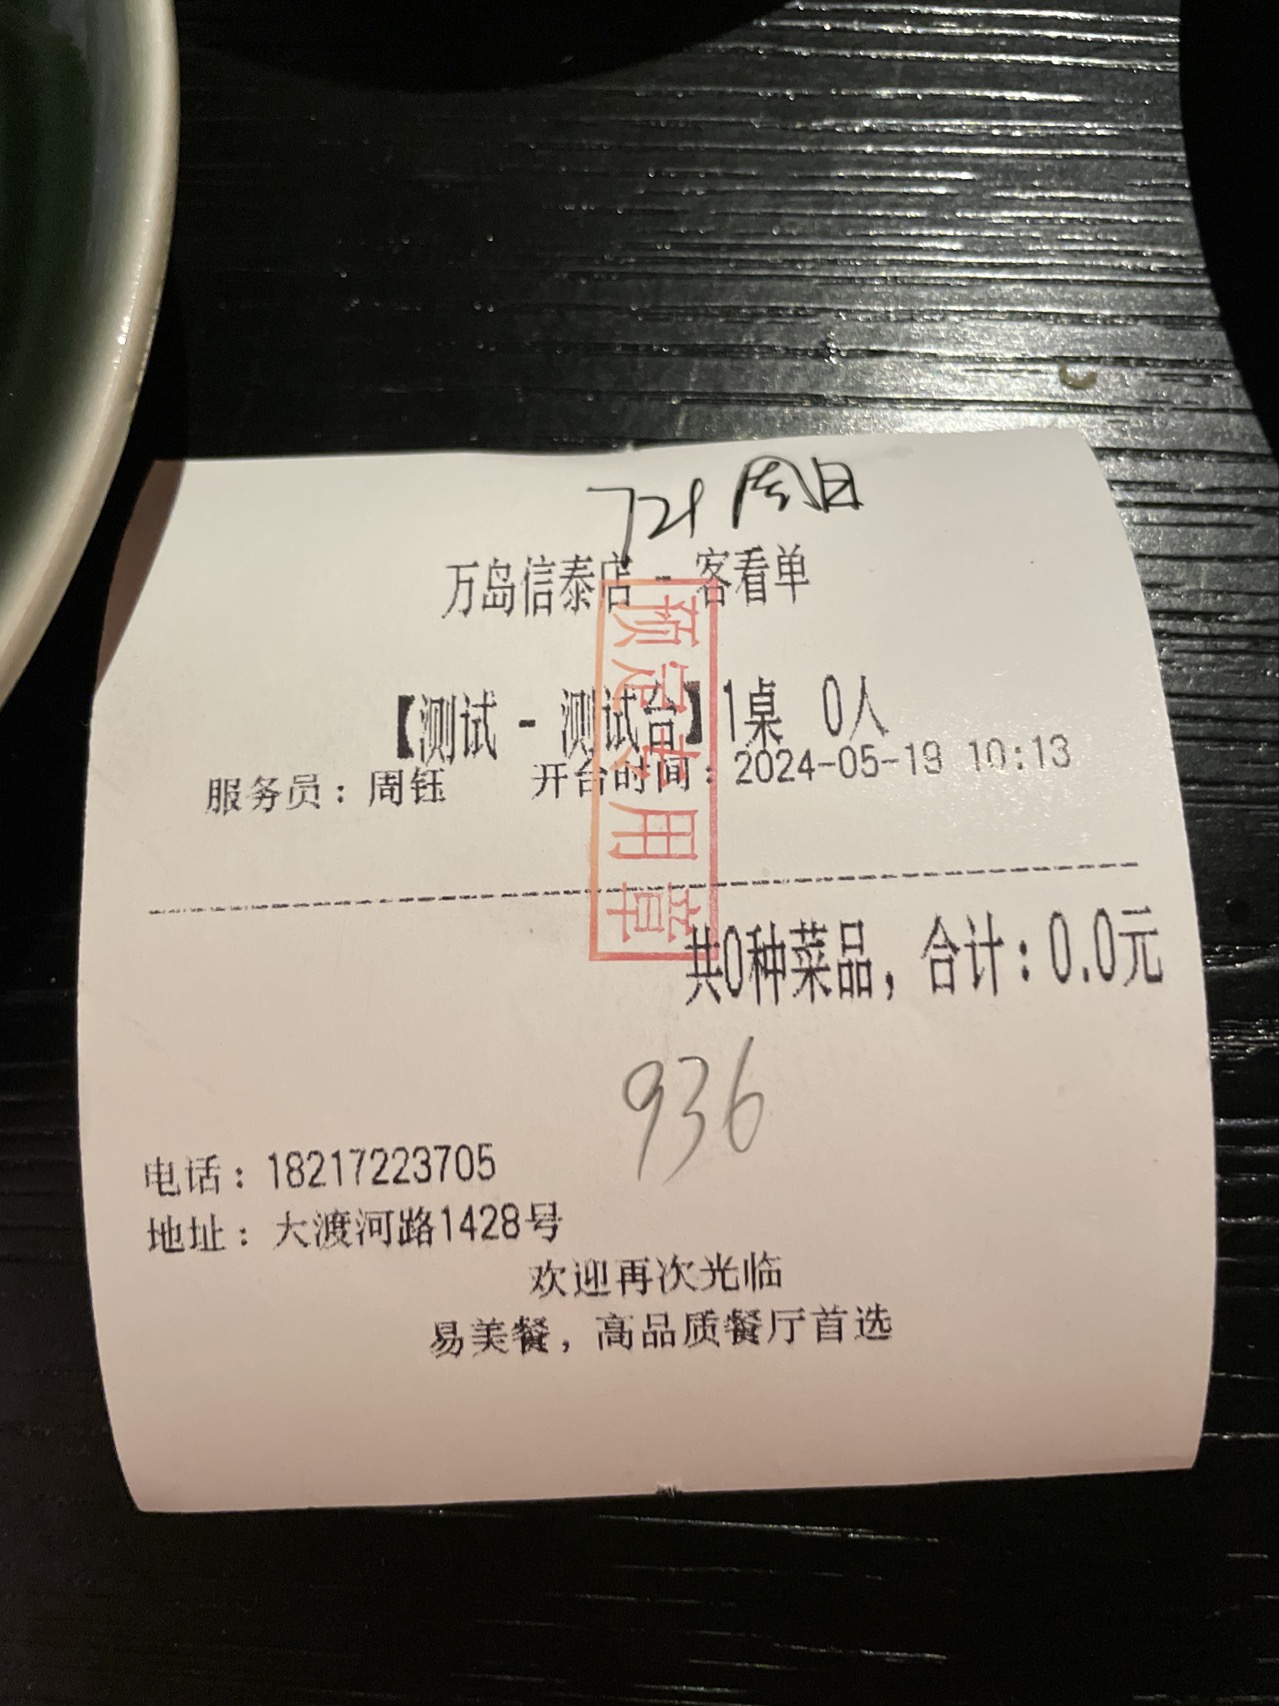 721 周日
万岛信泰店 - 客看单
【测试 - 测试台】1桌 0人
服务员：周钰 开台时间：2024-05-19 10:13
预定专用章
共0种菜品，合计：0.0元
936
电话：18217223705
地址：大渡河路1428号
欢迎再次光临
易美餐，高品质餐厅首选